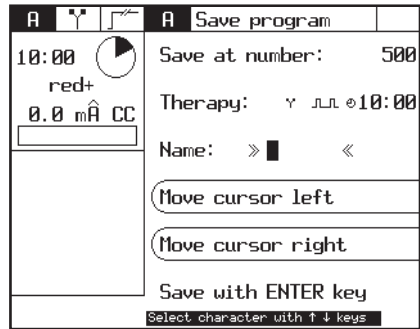 A
10:00
red+
0.0 mÂ CC
A Save program
Save at number: 500
Therapy: 10:00
Name: » «
Move cursor left
Move cursor right
Save with ENTER key
Select character with ↑ ↓ keys